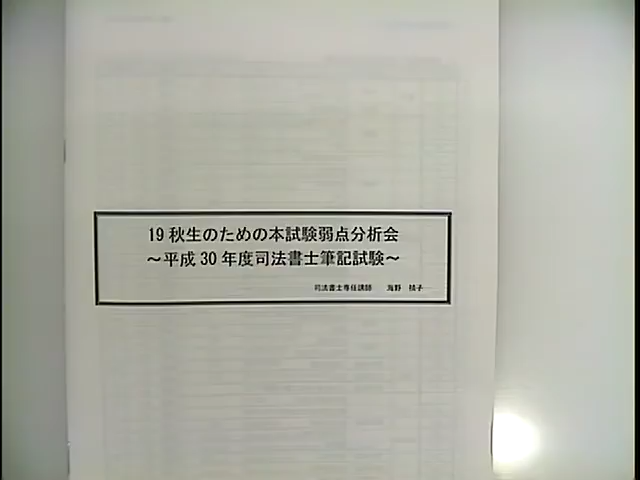 19 秋生のための本試験弱点分析会
～平成 30 年度司法書士筆記試験～
司法書士専任講師 海野 禎子